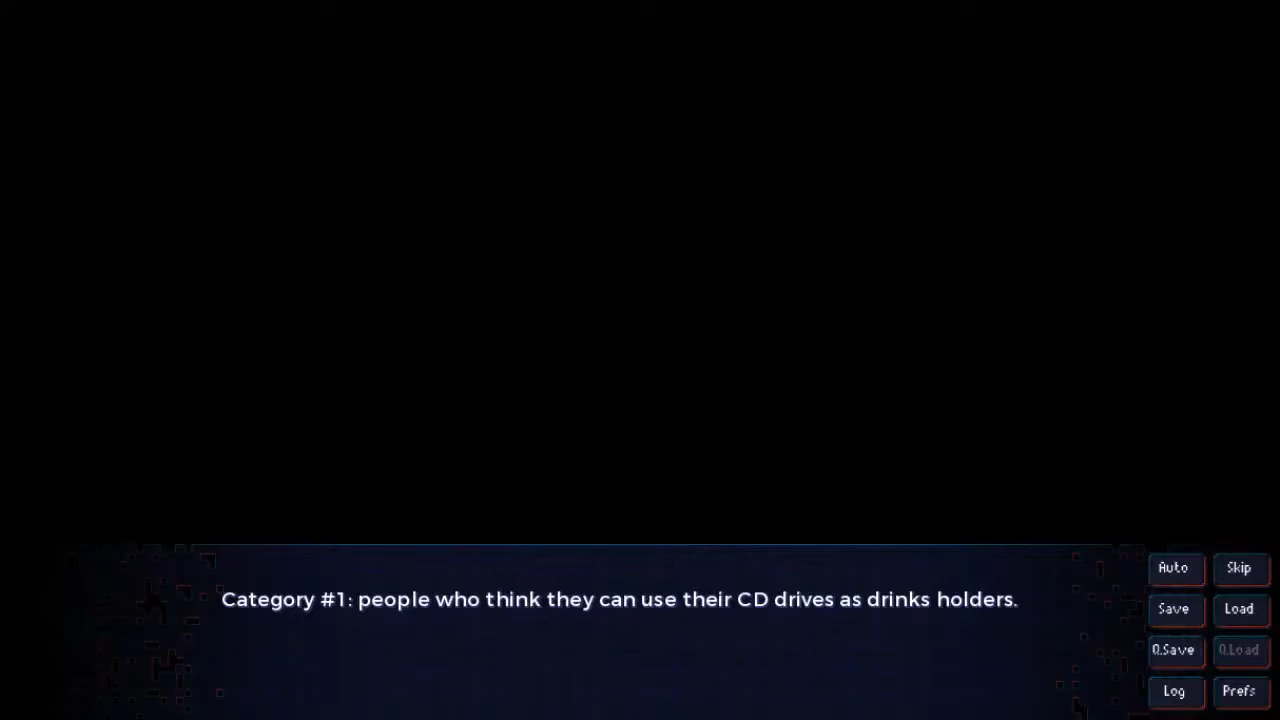 Category #1: people who think they can use their CD drives as drinks holders.
Auto
Skip
Save
Load
Q.Save
Q.Load
Log
Prefs